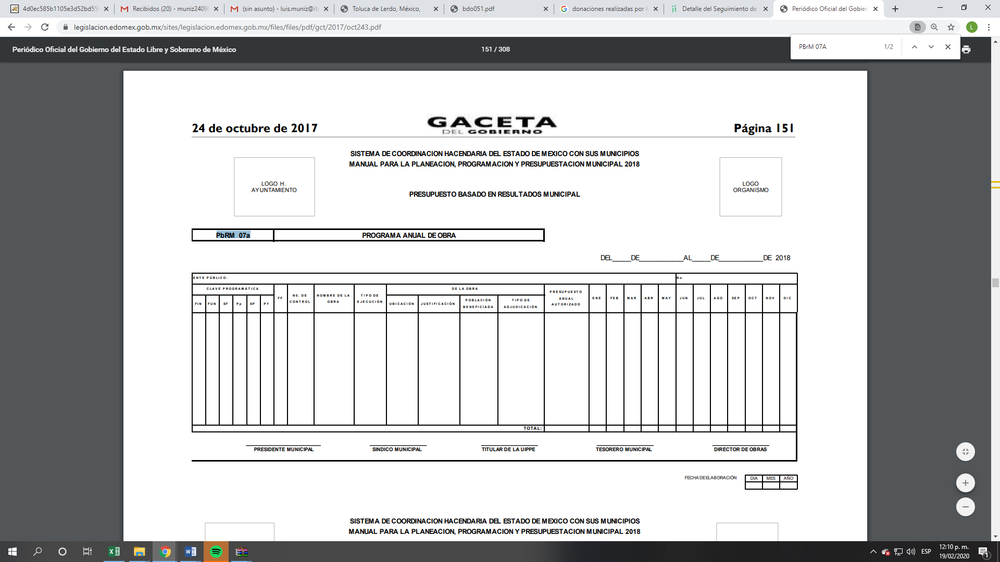 4d0ec585b1105e3d52bd55
Recibidos (20) - muniz2409
(sin asunto) - luis.muniz@it
Toluca de Lerdo, México,
bdo051.pdf
donaciones realizadas por l
Detalle del Seguimiento de
Periódico Oficial del Gobier
legislacion.edomex.gob.mx/sites/legislacion.edomex.gob.mx/files/files/pdf/gct/2017/oct243.pdf
L
Periódico Oficial del Gobierno del Estado Libre y Soberano de México
151 / 308
PBrM 07A
1/2
24 de octubre de 2017
GACETA
DEL GOBIERNO
Página 151
SISTEMA DE COORDINACION HACENDARIA DEL ESTADO DE MEXICO CON SUS MUNICIPIOS
MANUAL PARA LA PLANEACION, PROGRAMACION Y PRESUPUESTACION MUNICIPAL 2018
LOGO H.
AYUNTAMIENTO
LOGO
ORGANISMO
PRESUPUESTO BASADO EN RESULTADOS MUNICIPAL
PbRM 07a
PROGRAMA ANUAL DE OBRA
DEL_____DE____________AL_____DE____________DE 2018
ENTE PÚBLICO:
No.
CLAVE PROGRAMÁTICA
FIN FUN SF Pp SP PY
FF
N0. DE
CONTROL
NOMBRE DE LA
OBRA
TIPO DE
EJECUCIÓN
DE LA OBRA
UBICACIÓN
JUSTIFICACIÓN
POBLACIÓN
BENEFICIADA
TIPO DE
ADJUDICACIÓN
PRESUPUESTO
ANUAL
AUTORIZADO
ENE FEB MAR ABR MAY JUN JUL AGO SEP OCT NOV DIC
TOTAL:
PRESIDENTE MUNICIPAL
SINDICO MUNICIPAL
TITULAR DE LA UIPPE
TESORERO MUNICIPAL
DIRECTOR DE OBRAS
FECHA DE ELABORACIÓN
DIA MES AÑO
SISTEMA DE COORDINACION HACENDARIA DEL ESTADO DE MEXICO CON SUS MUNICIPIOS
MANUAL PARA LA PLANEACION, PROGRAMACION Y PRESUPUESTACION MUNICIPAL 2018
ESP
12:10 p. m.
19/02/2020
1